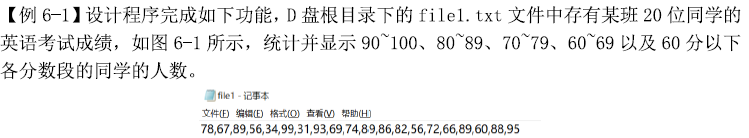 【例 6-1】设计程序完成如下功能，D 盘根目录下的 file1.txt 文件中存有某班 20 位同学的
英语考试成绩，如图 6-1 所示，统计并显示 90~100、80~89、70~79、60~69 以及 60 分以下
各分数段的同学的人数。
file1 - 记事本
文件(F) 编辑(E) 格式(O) 查看(V) 帮助(H)
78,67,89,56,34,99,31,93,69,74,89,86,82,56,72,66,89,60,88,95